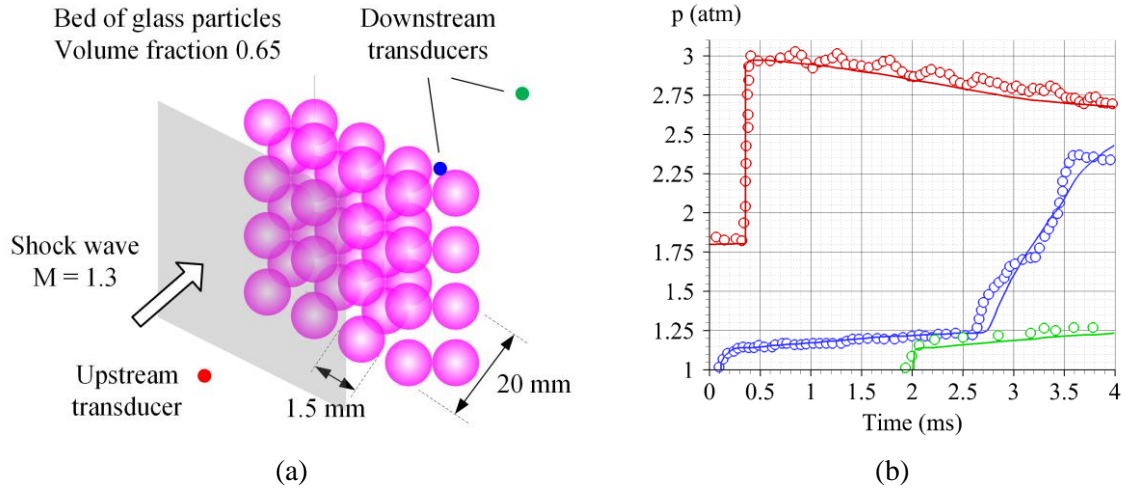 Bed of glass particles
Volume fraction 0.65
Downstream
transducers
Shock wave
M = 1.3
Upstream
transducer
1.5 mm
20 mm
(a)
p (atm)
3
2.75
2.5
2.25
2
1.75
1.5
1.25
1
0
0.5
1
1.5
2
2.5
3
3.5
4
Time (ms)
(b)